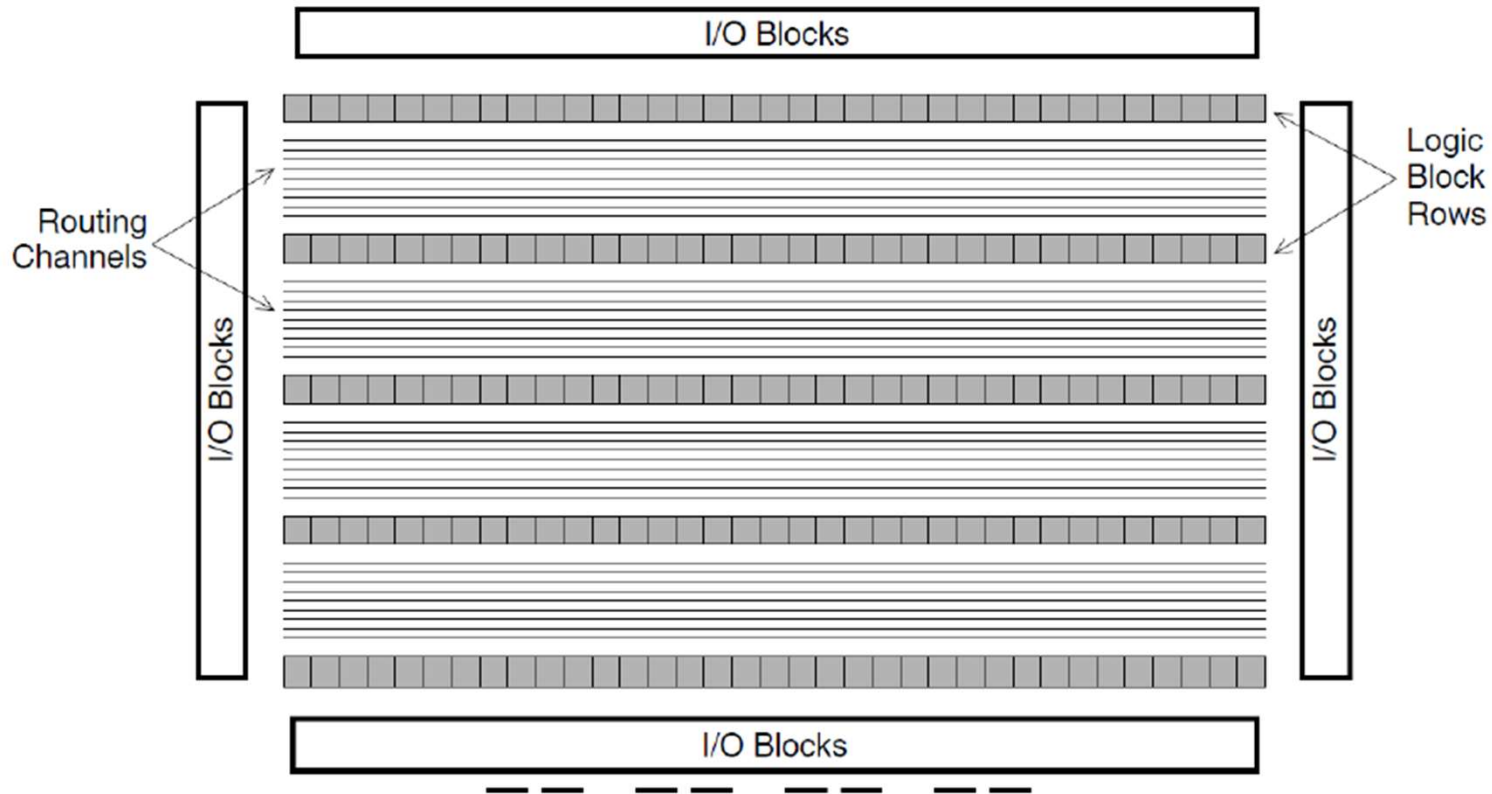 I/O Blocks
Logic
Block
Rows
Routing
Channels
I/O Blocks
I/O Blocks
I/O Blocks